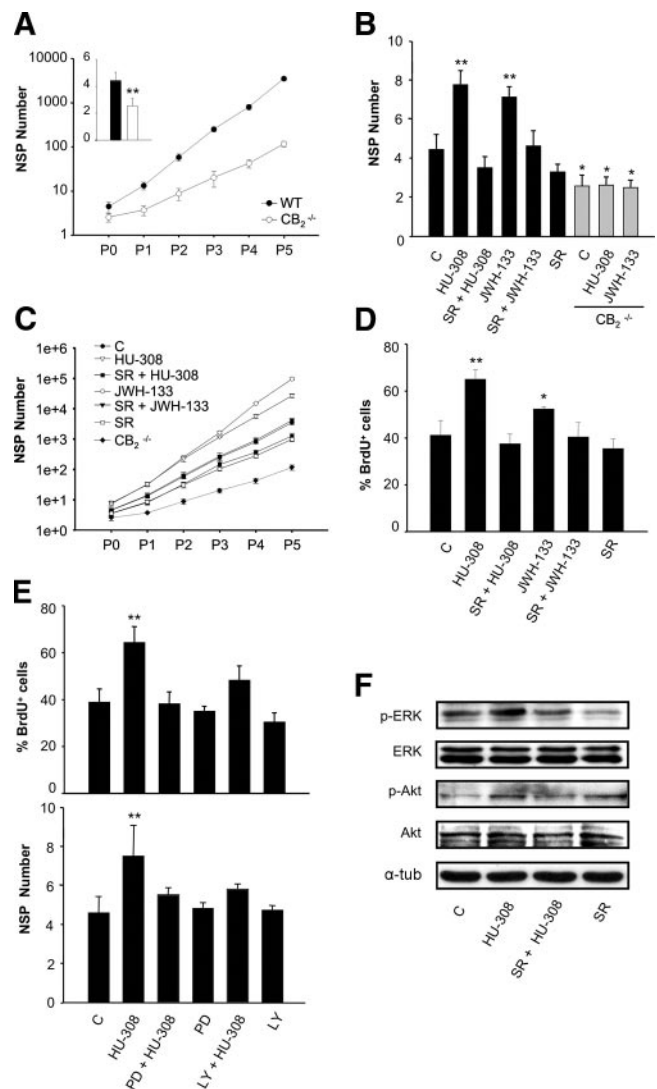 A
NSP Number
10000
1000
100
10
1
6
4
2
0
**
WT
CB2 -/-
P0 P1 P2 P3 P4 P5
B
NSP Number
10
8
6
4
2
0
** ** * * *
C
HU-308
SR + HU-308
JWH-133
SR + JWH-133
SR
C
HU-308
JWH-133
CB2 -/-
C
NSP Number
1e+6
1e+5
1e+4
1e+3
1e+2
1e+1
1e+0
C
HU-308
SR + HU-308
JWH-133
SR + JWH-133
SR
CB2 -/-
P0 P1 P2 P3 P4 P5
D
% BrdU+ cells
80
60
40
20
0
** *
C
HU-308
SR + HU-308
JWH-133
SR + JWH-133
SR
E
% BrdU+ cells
80
60
40
20
0
**
NSP Number
10
8
6
4
2
0
**
C
HU-308
PD + HU-308
PD
LY + HU-308
LY
F
p-ERK
ERK
p-Akt
Akt
α-tub
C
HU-308
SR + HU-308
SR